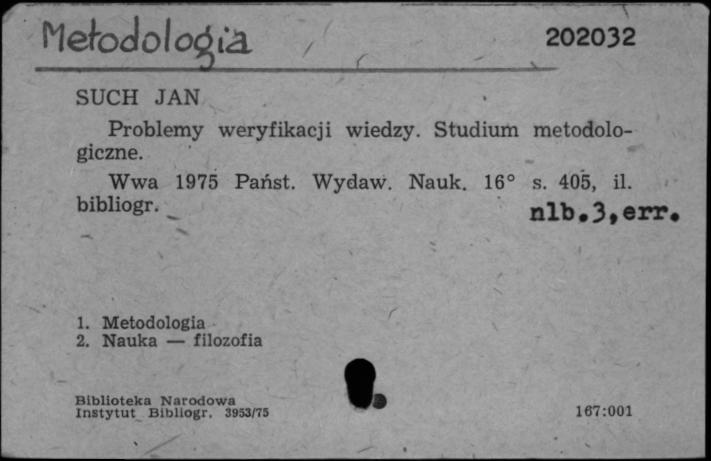 Metodologia 202032
SUCH JAN
Problemy weryfikacji wiedzy. Studium metodolo-
giczne.
Wwa 1975 Państ. Wydaw. Nauk. 16° s. 405, il.
bibliogr. nlb.3,err.
1. Metodologia
2. Nauka — filozofia
Biblioteka Narodowa
Instytut Bibliogr. 3953/75 167:001